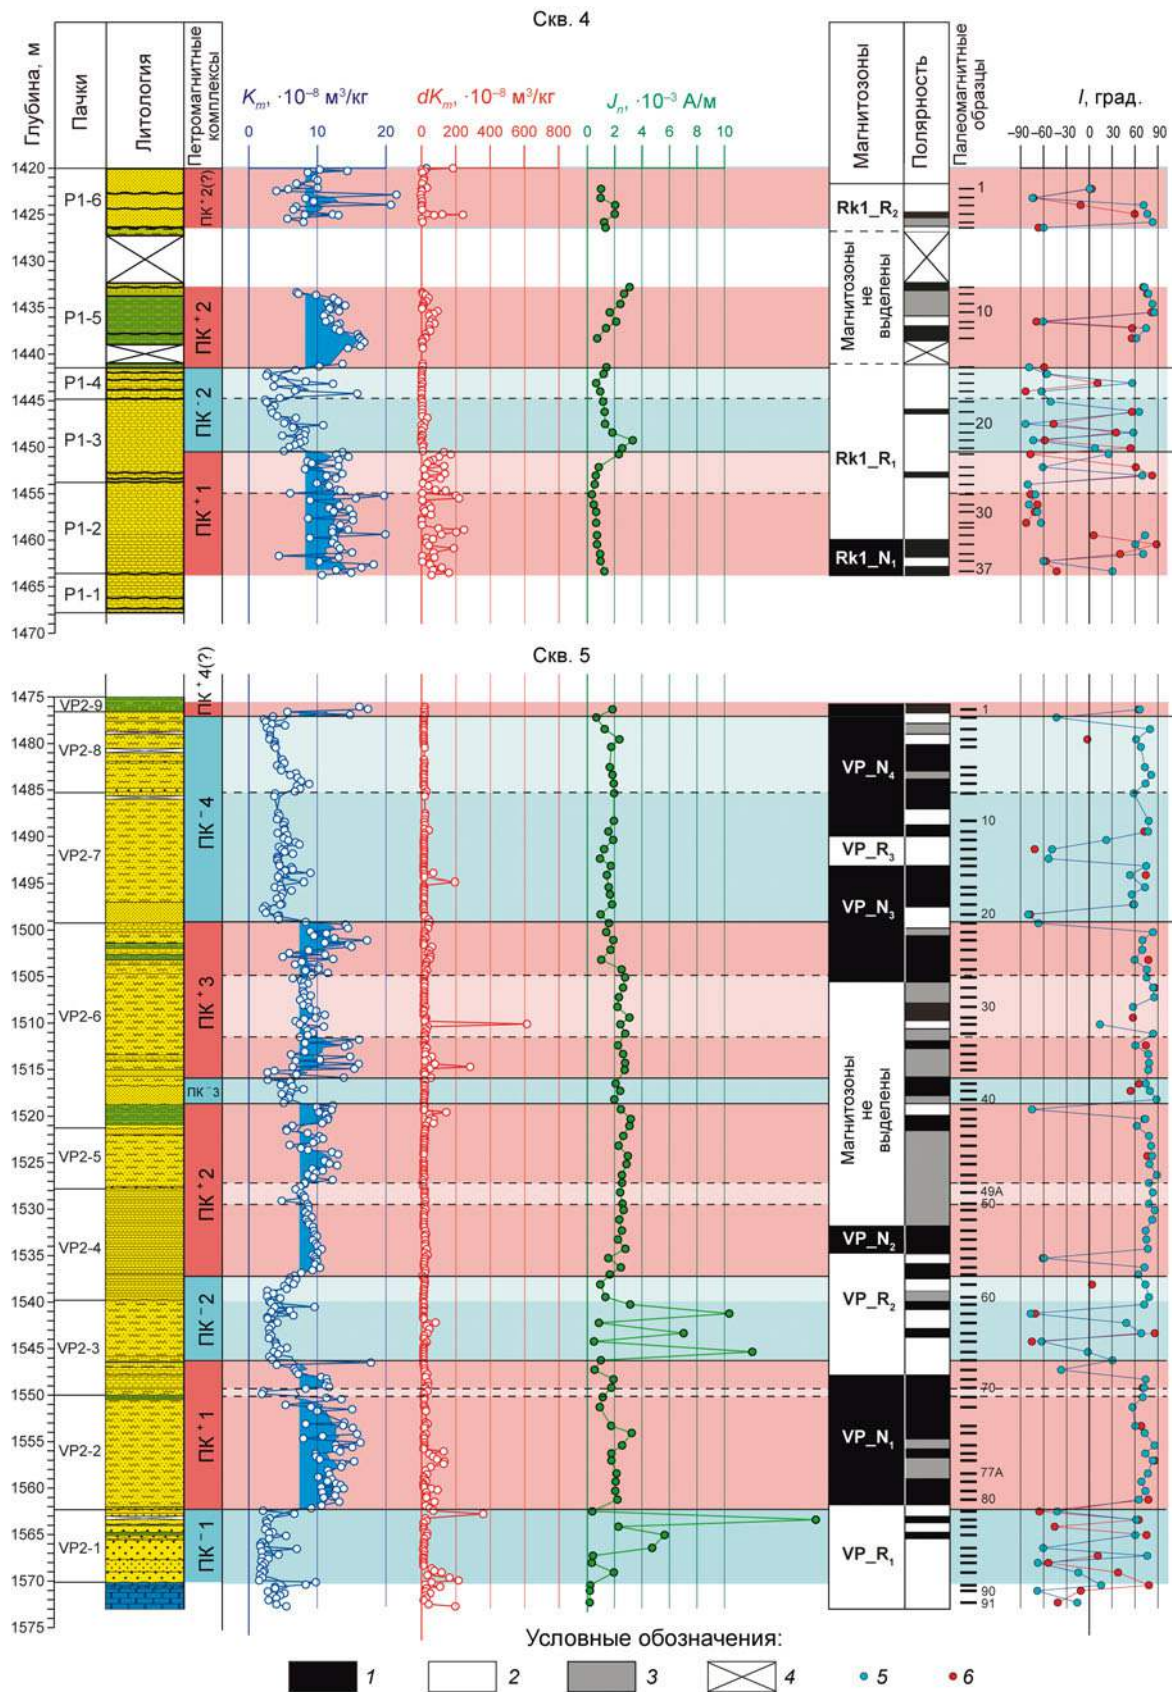 Скв. 4
Глубина, м
Пачки
Литология
Петромагнитные комплексы
K_m, ·10⁻⁸ м³/кг
0 10 20
dK_m, ·10⁻⁸ м³/кг
0 200 400 600 800
J_n, ·10⁻³ А/м
0 2 4 6 8 10
Магнитозоны
Полярность
Палеомагнитные образцы
I, град.
−90 −60 −30 0 30 60 90
1420
1425
1430
1435
1440
1445
1450
1455
1460
1465
1470
P1-6
P1-5
P1-4
P1-3
P1-2
P1-1
ПК⁺2(?)
ПК⁺2
ПК⁻2
ПК⁺1
Rk1_R₂
Магнитозоны не выделены
Rk1_R₁
Rk1_N₁
1
10
20
30
37
Скв. 5
1475
1480
1485
1490
1495
1500
1505
1510
1515
1520
1525
1530
1535
1540
1545
1550
1555
1560
1565
1570
1575
VP2-9
VP2-8
VP2-7
VP2-6
VP2-5
VP2-4
VP2-3
VP2-2
VP2-1
ПК⁺4(?)
ПК⁻4
ПК⁺3
ПК⁻3
ПК⁺2
ПК⁻2
ПК⁺1
ПК⁻1
VP_N₄
VP_R₃
VP_N₃
Магнитозоны не выделены
VP_N₂
VP_R₂
VP_N₁
VP_R₁
1
10
20
30
40
49A
50
60
70
77A
80
90
91
Условные обозначения:
1 2 3 4 5 6